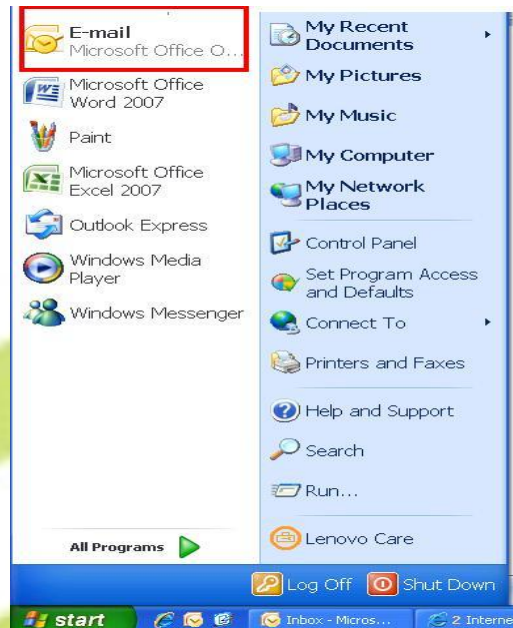 E-mail
Microsoft Office O...
Microsoft Office
Word 2007
Paint
Microsoft Office
Excel 2007
Outlook Express
Windows Media
Player
Windows Messenger
All Programs
My Recent
Documents
My Pictures
My Music
My Computer
My Network
Places
Control Panel
Set Program Access
and Defaults
Connect To
Printers and Faxes
Help and Support
Search
Run...
Lenovo Care
Log Off
Shut Down
start
Inbox - Micros...
2 Interne